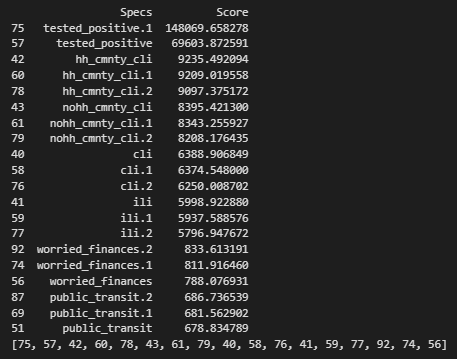 Specs Score
75 tested_positive.1 148069.658278
57 tested_positive 69603.872591
42 hh_cmnty_cli 9235.492094
60 hh_cmnty_cli.1 9209.019558
78 hh_cmnty_cli.2 9097.375172
43 nohh_cmnty_cli 8395.421300
61 nohh_cmnty_cli.1 8343.255927
79 nohh_cmnty_cli.2 8208.176435
40 cli 6388.906849
58 cli.1 6374.548000
76 cli.2 6250.008702
41 ili 5998.922880
59 ili.1 5937.588576
77 ili.2 5796.947672
92 worried_finances.2 833.613191
74 worried_finances.1 811.916460
56 worried_finances 788.076931
87 public_transit.2 686.736539
69 public_transit.1 681.562902
51 public_transit 678.834789
[75, 57, 42, 60, 78, 43, 61, 79, 40, 58, 76, 41, 59, 77, 92, 74, 56]